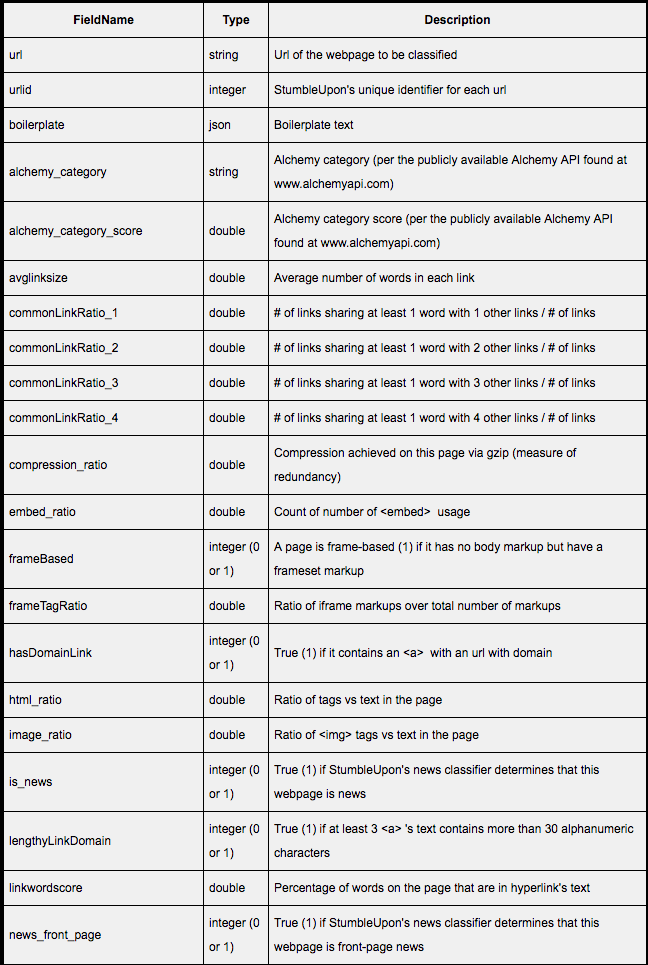 FieldName Type Description
url string Url of the webpage to be classified
urlid integer StumbleUpon's unique identifier for each url
boilerplate json Boilerplate text
alchemy_category string Alchemy category (per the publicly available Alchemy API found at
www.alchemyapi.com)
alchemy_category_score double Alchemy category score (per the publicly available Alchemy API
found at www.alchemyapi.com)
avglinksize double Average number of words in each link
commonLinkRatio_1 double # of links sharing at least 1 word with 1 other links / # of links
commonLinkRatio_2 double # of links sharing at least 1 word with 2 other links / # of links
commonLinkRatio_3 double # of links sharing at least 1 word with 3 other links / # of links
commonLinkRatio_4 double # of links sharing at least 1 word with 4 other links / # of links
compression_ratio double Compression achieved on this page via gzip (measure of
redundancy)
embed_ratio double Count of number of <embed> usage
frameBased integer (0 or 1) A page is frame-based (1) if it has no body markup but have a
frameset markup
frameTagRatio double Ratio of iframe markups over total number of markups
hasDomainLink integer (0 or 1) True (1) if it contains an <a> with an url with domain
html_ratio double Ratio of tags vs text in the page
image_ratio double Ratio of <img> tags vs text in the page
is_news integer (0 or 1) True (1) if StumbleUpon's news classifier determines that this
webpage is news
lengthyLinkDomain integer (0 or 1) True (1) if at least 3 <a> 's text contains more than 30 alphanumeric
characters
linkwordscore double Percentage of words on the page that are in hyperlink's text
news_front_page integer (0 or 1) True (1) if StumbleUpon's news classifier determines that this
webpage is front-page news